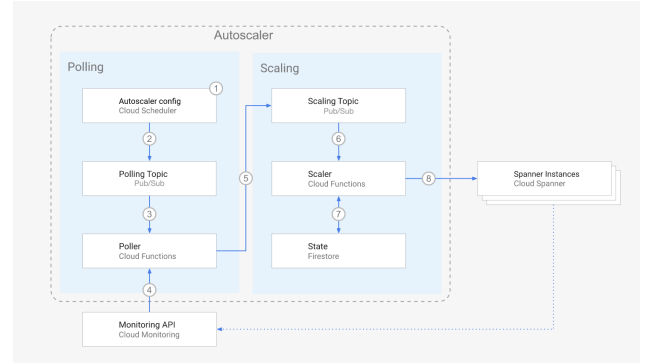 Autoscaler
Polling
Scaling
1
Autoscaler config
Cloud Scheduler
Scaling Topic
Pub/Sub
2
6
Polling Topic
Pub/Sub
5
Scaler
Cloud Functions
8
Spanner Instances
Cloud Spanner
3
7
Poller
Cloud Functions
State
Firestore
4
Monitoring API
Cloud Monitoring